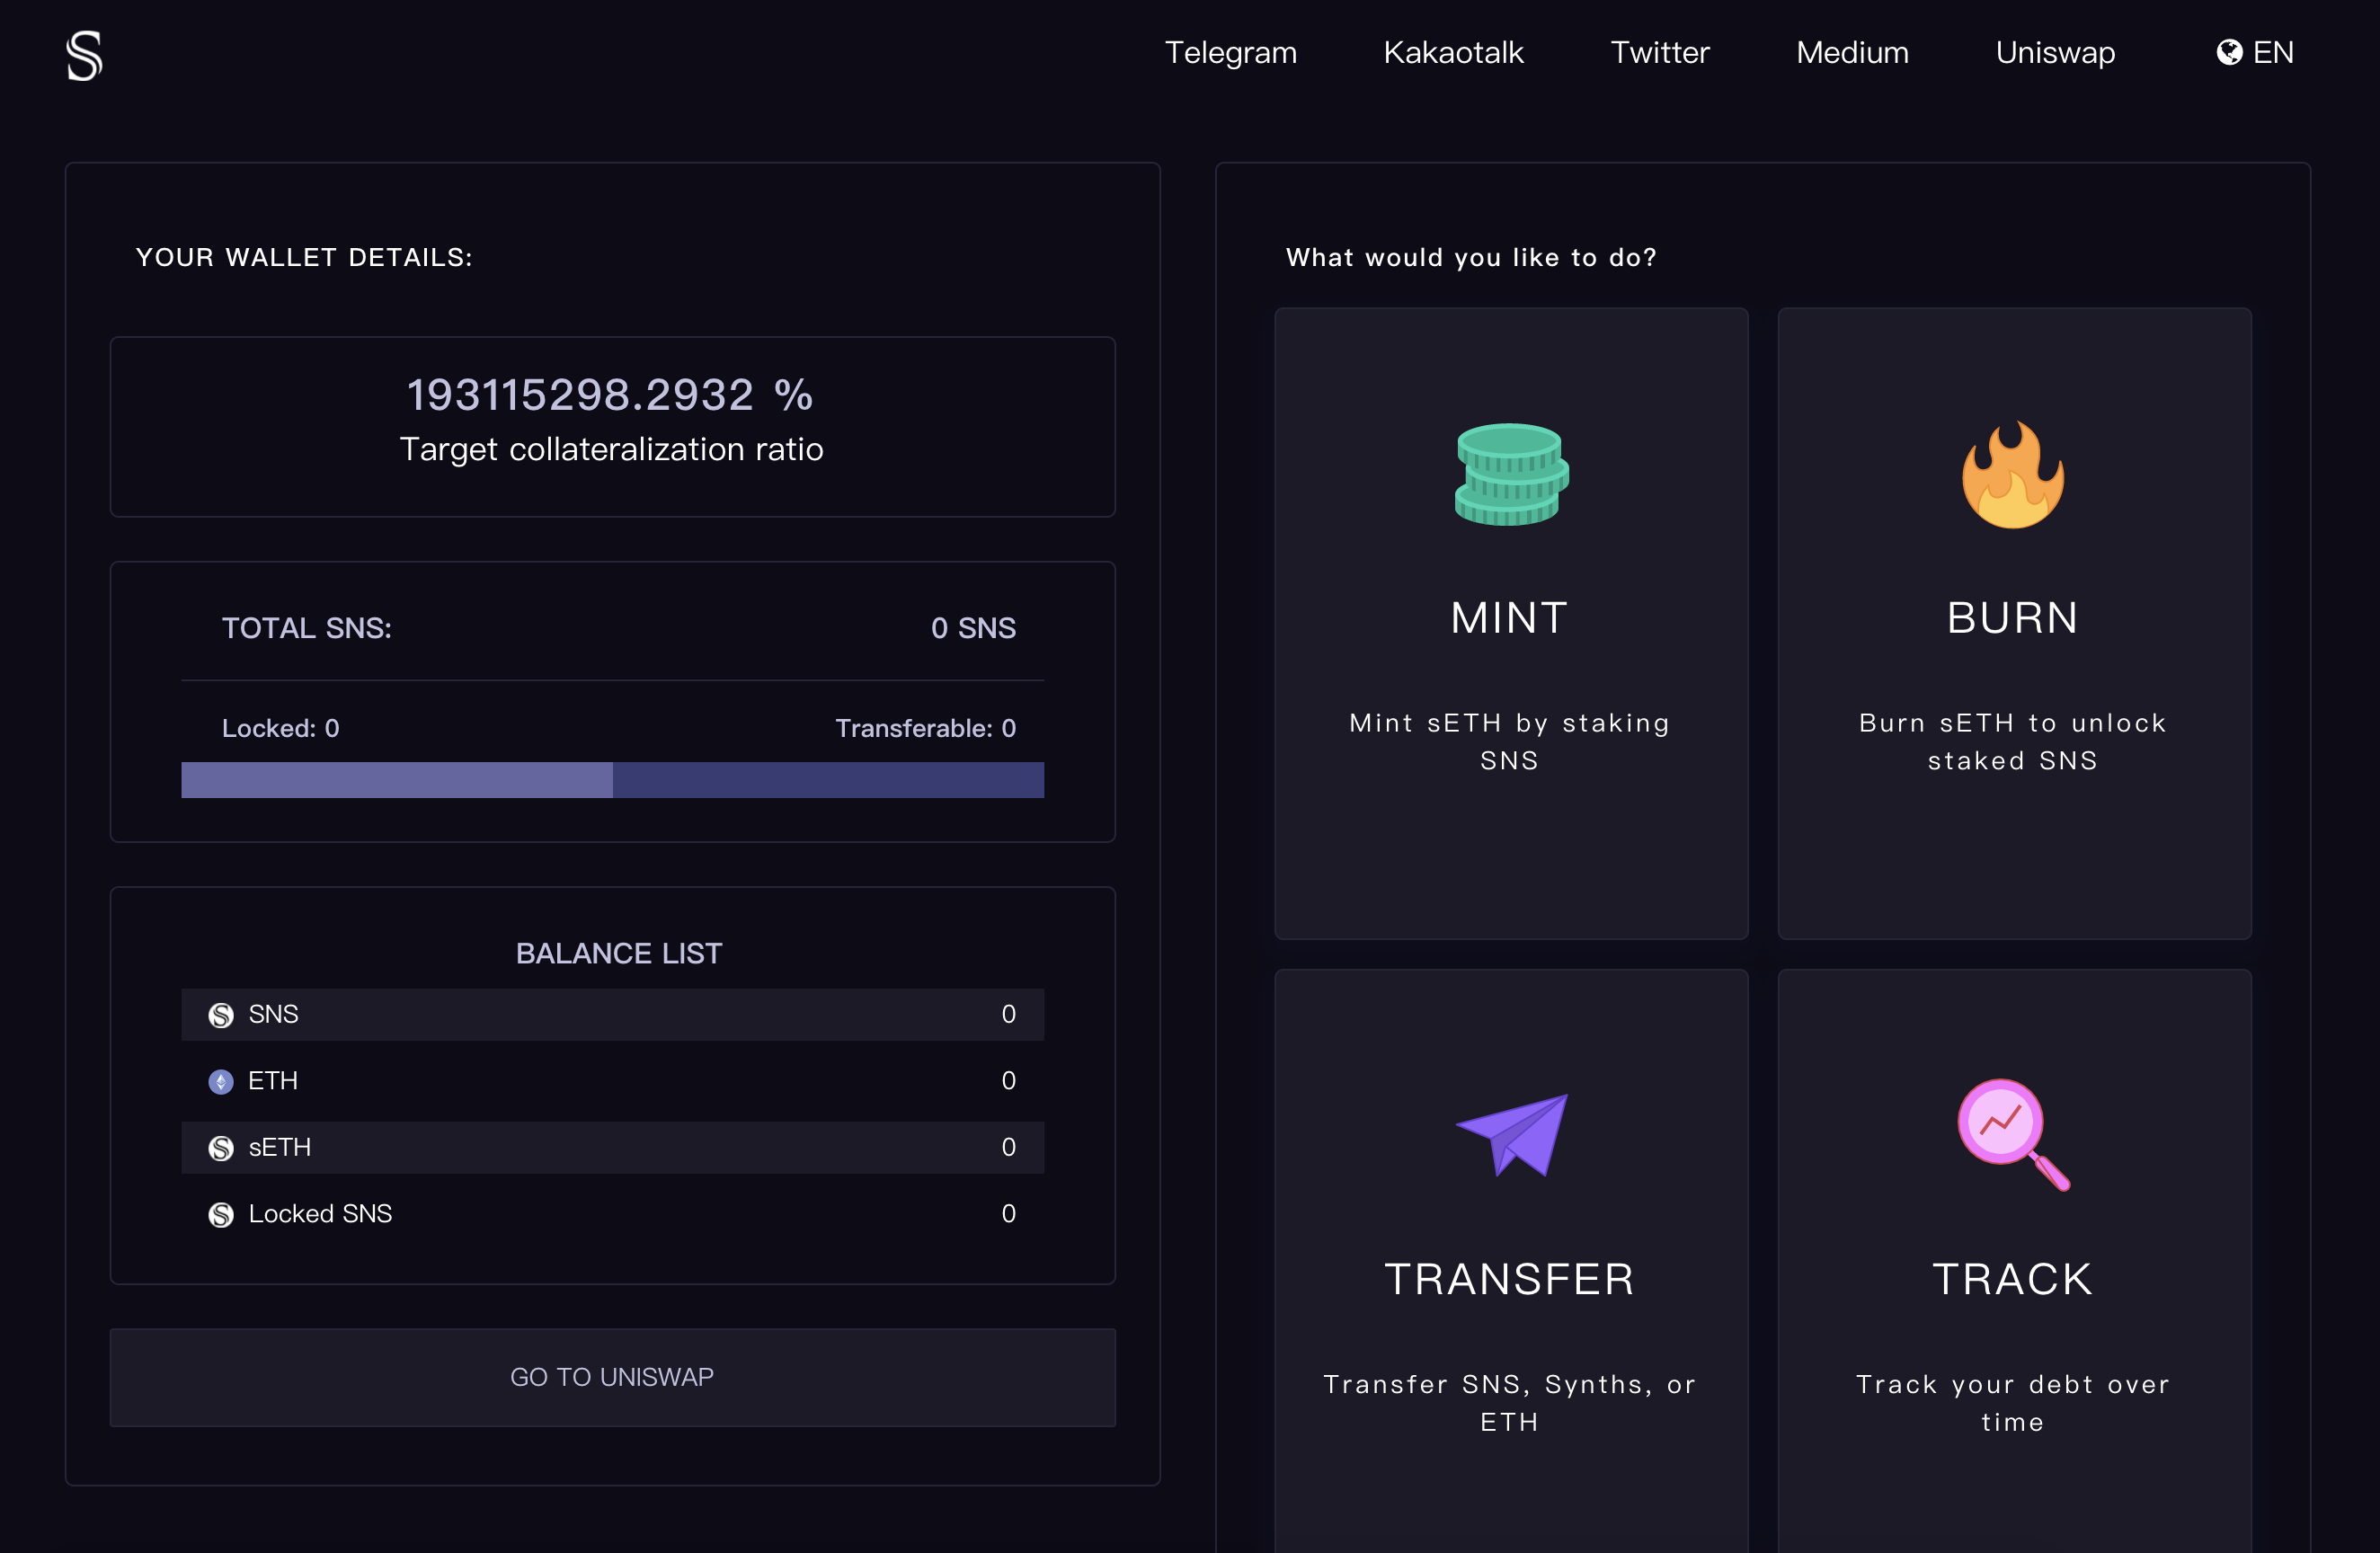 Telegram
Kakaotalk
Twitter
Medium
Uniswap
EN
YOUR WALLET DETAILS:
193115298.2932 %
Target collateralization ratio
TOTAL SNS:
0 SNS
Locked: 0
Transferable: 0
BALANCE LIST
SNS
0
ETH
0
sETH
0
Locked SNS
0
GO TO UNISWAP
What would you like to do?
MINT
Mint sETH by staking
SNS
BURN
Burn sETH to unlock
staked SNS
TRANSFER
Transfer SNS, Synths, or
ETH
TRACK
Track your debt over
time